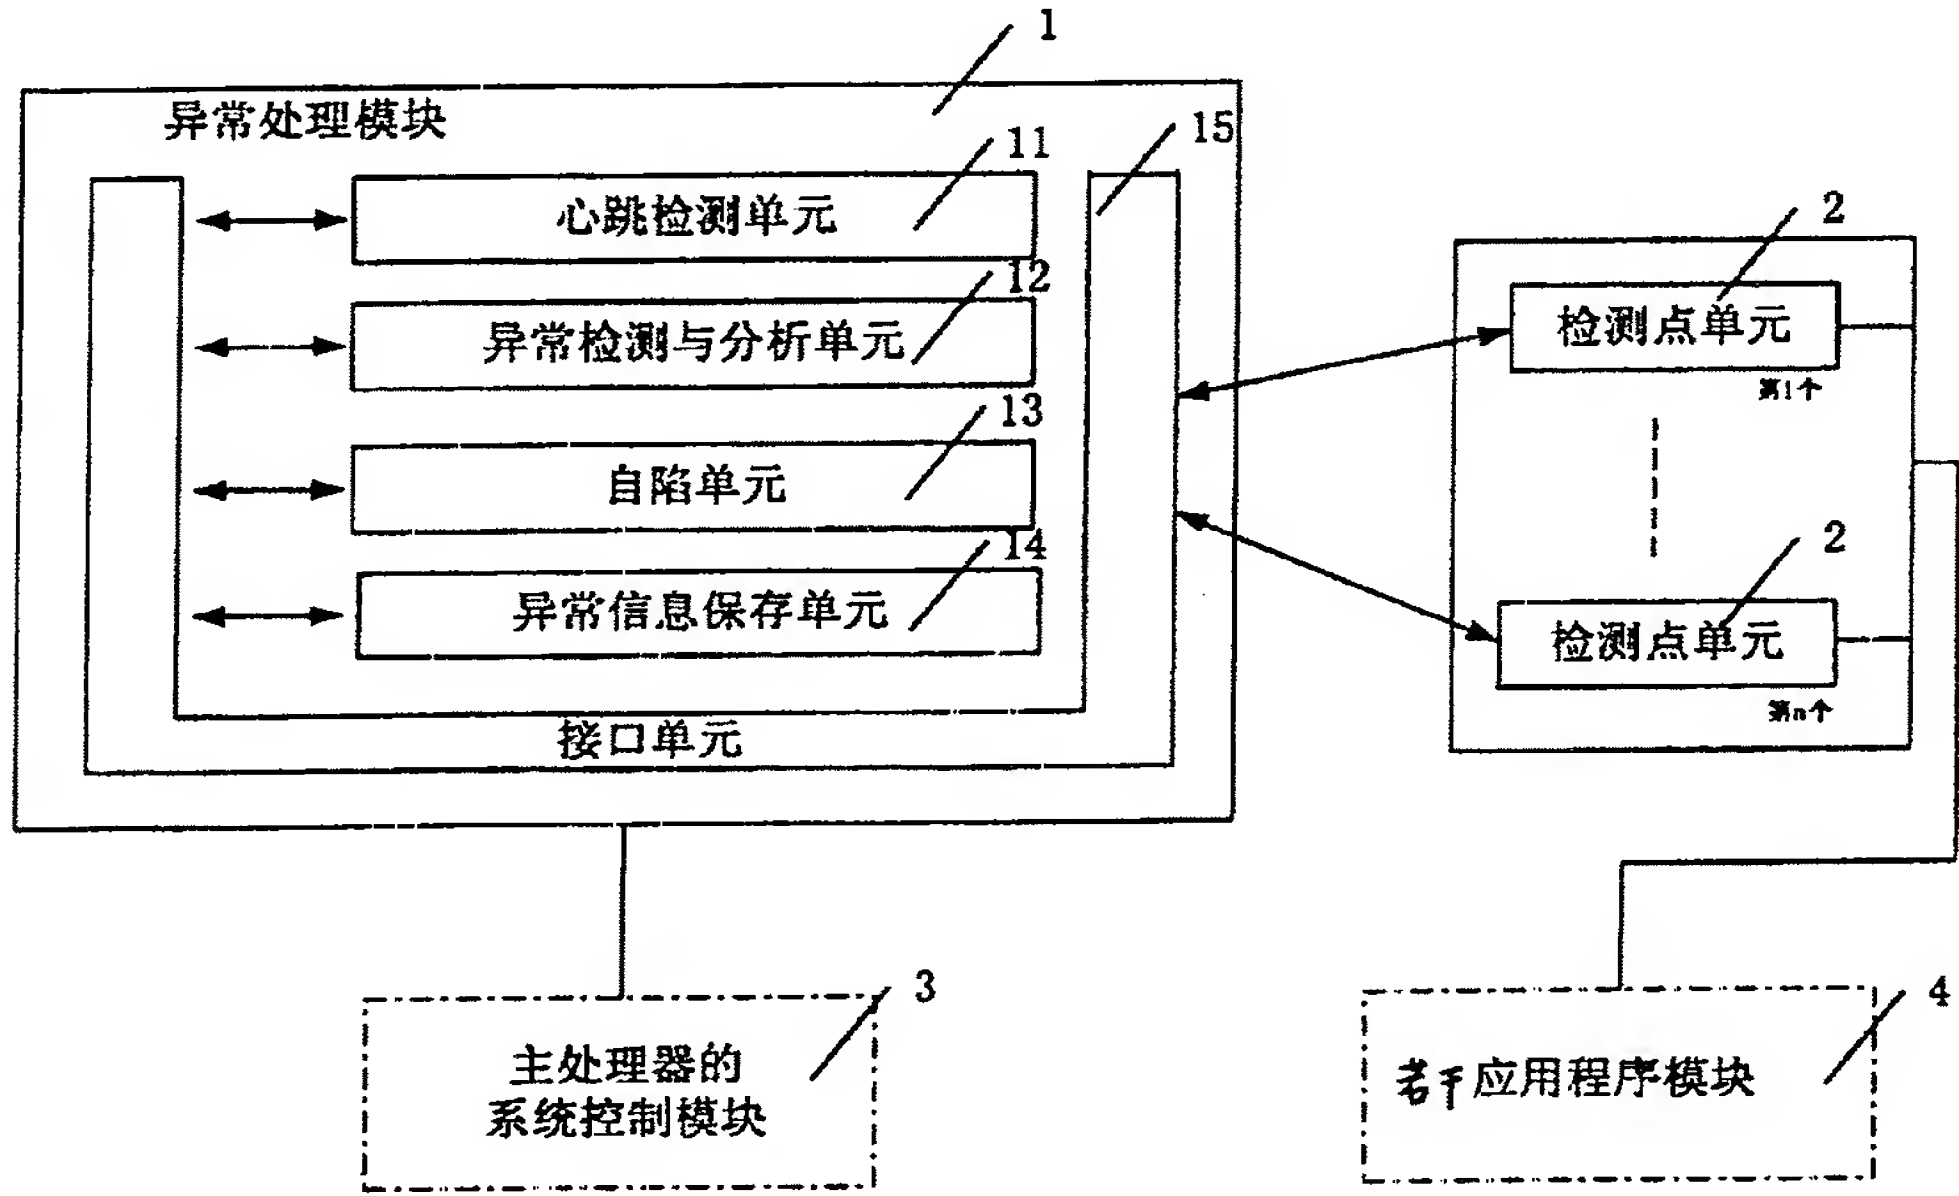 1
异常处理模块
15
11
心跳检测单元
12
异常检测与分析单元
13
自陷单元
14
异常信息保存单元
接口单元
2
检测点单元
第1个
2
检测点单元
第n个
3
主处理器的
系统控制模块
4
若干应用程序模块